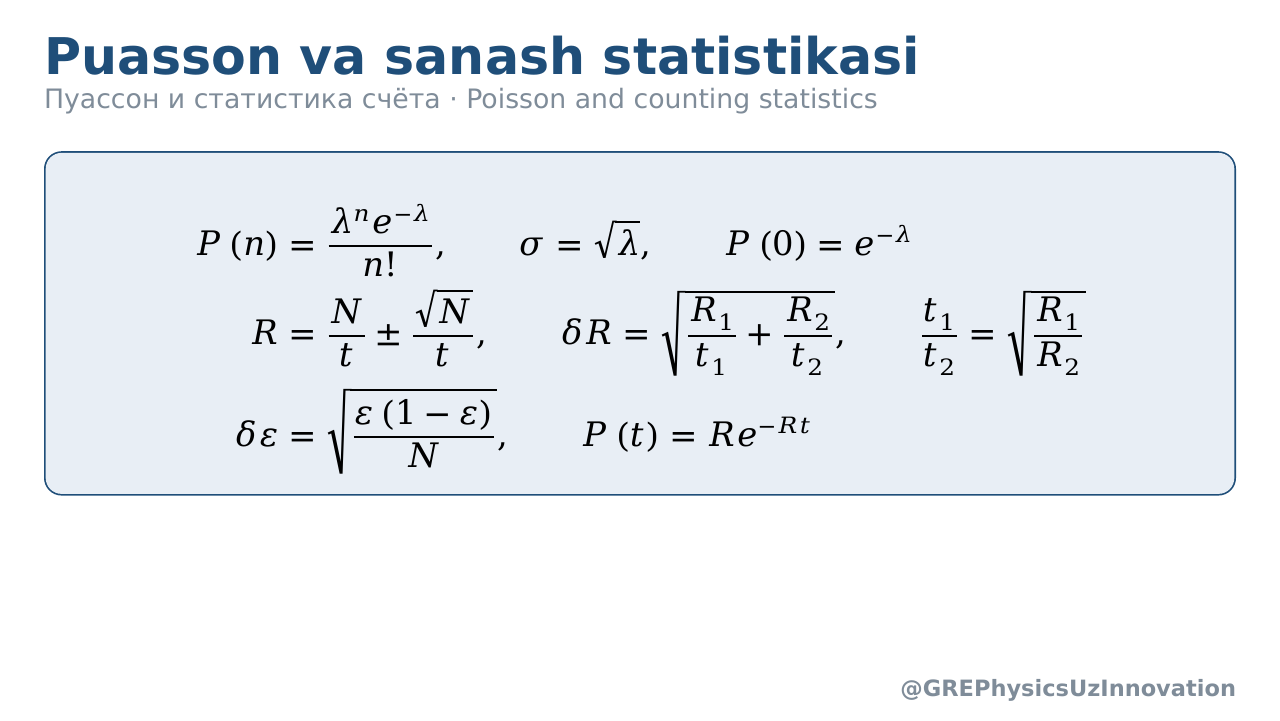 Puasson va sanash statistikasi
Пуассон и статистика счёта · Poisson and counting statistics
P (n) = λⁿe^{−λ} / n!,  σ = √λ,  P (0) = e^{−λ}
R = N/t ± √N/t,  δR = √(R₁/t₁ + R₂/t₂),  t₁/t₂ = √(R₁/R₂)
δε = √(ε (1 − ε)/N),  P (t) = Re^{−Rt}
@GREPhysicsUzInnovation